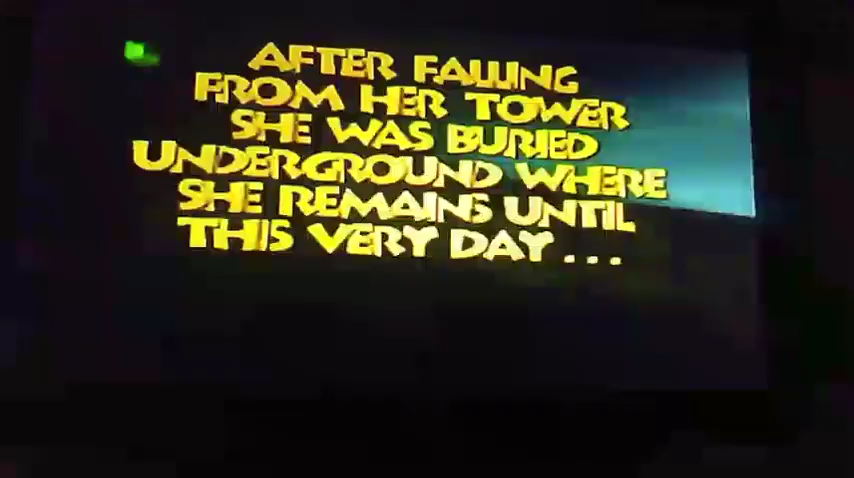 AFTER FALLING
FROM HER TOWER
SHE WAS BURIED
UNDERGROUND WHERE
SHE REMAINS UNTIL
THIS VERY DAY...